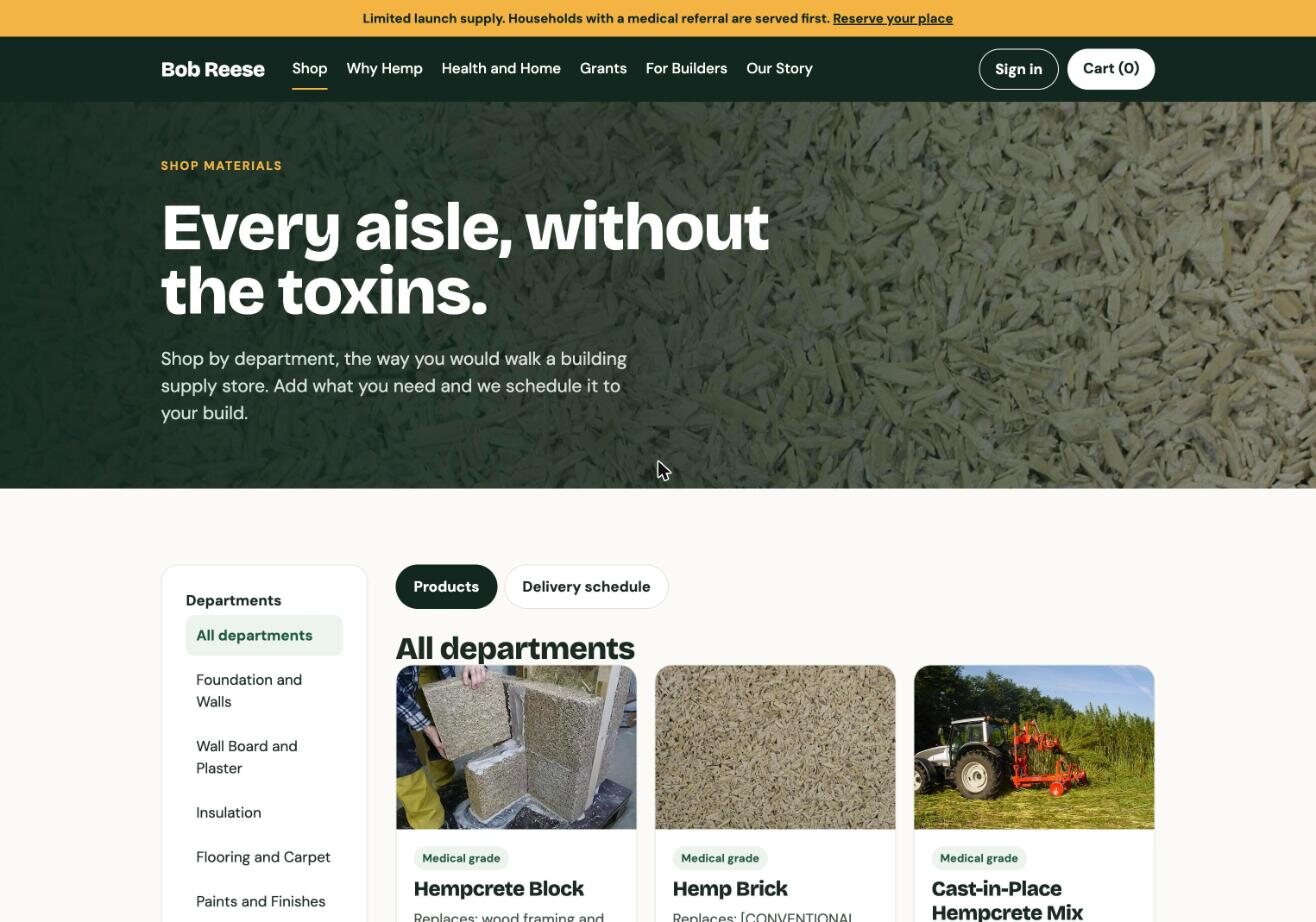 Limited launch supply. Households with a medical referral are served first. Reserve your place
Bob Reese
Shop
Why Hemp
Health and Home
Grants
For Builders
Our Story
Sign in
Cart (0)
SHOP MATERIALS
Every aisle, without
the toxins.
Shop by department, the way you would walk a building
supply store. Add what you need and we schedule it to
your build.
Departments
All departments
Foundation and
Walls
Wall Board and
Plaster
Insulation
Flooring and Carpet
Paints and Finishes
Products
Delivery schedule
All departments
Medical grade
Hempcrete Block
Replaces: wood framing and
Medical grade
Hemp Brick
Replaces: [CONVENTIONAL
Medical grade
Cast-in-Place
Hempcrete Mix